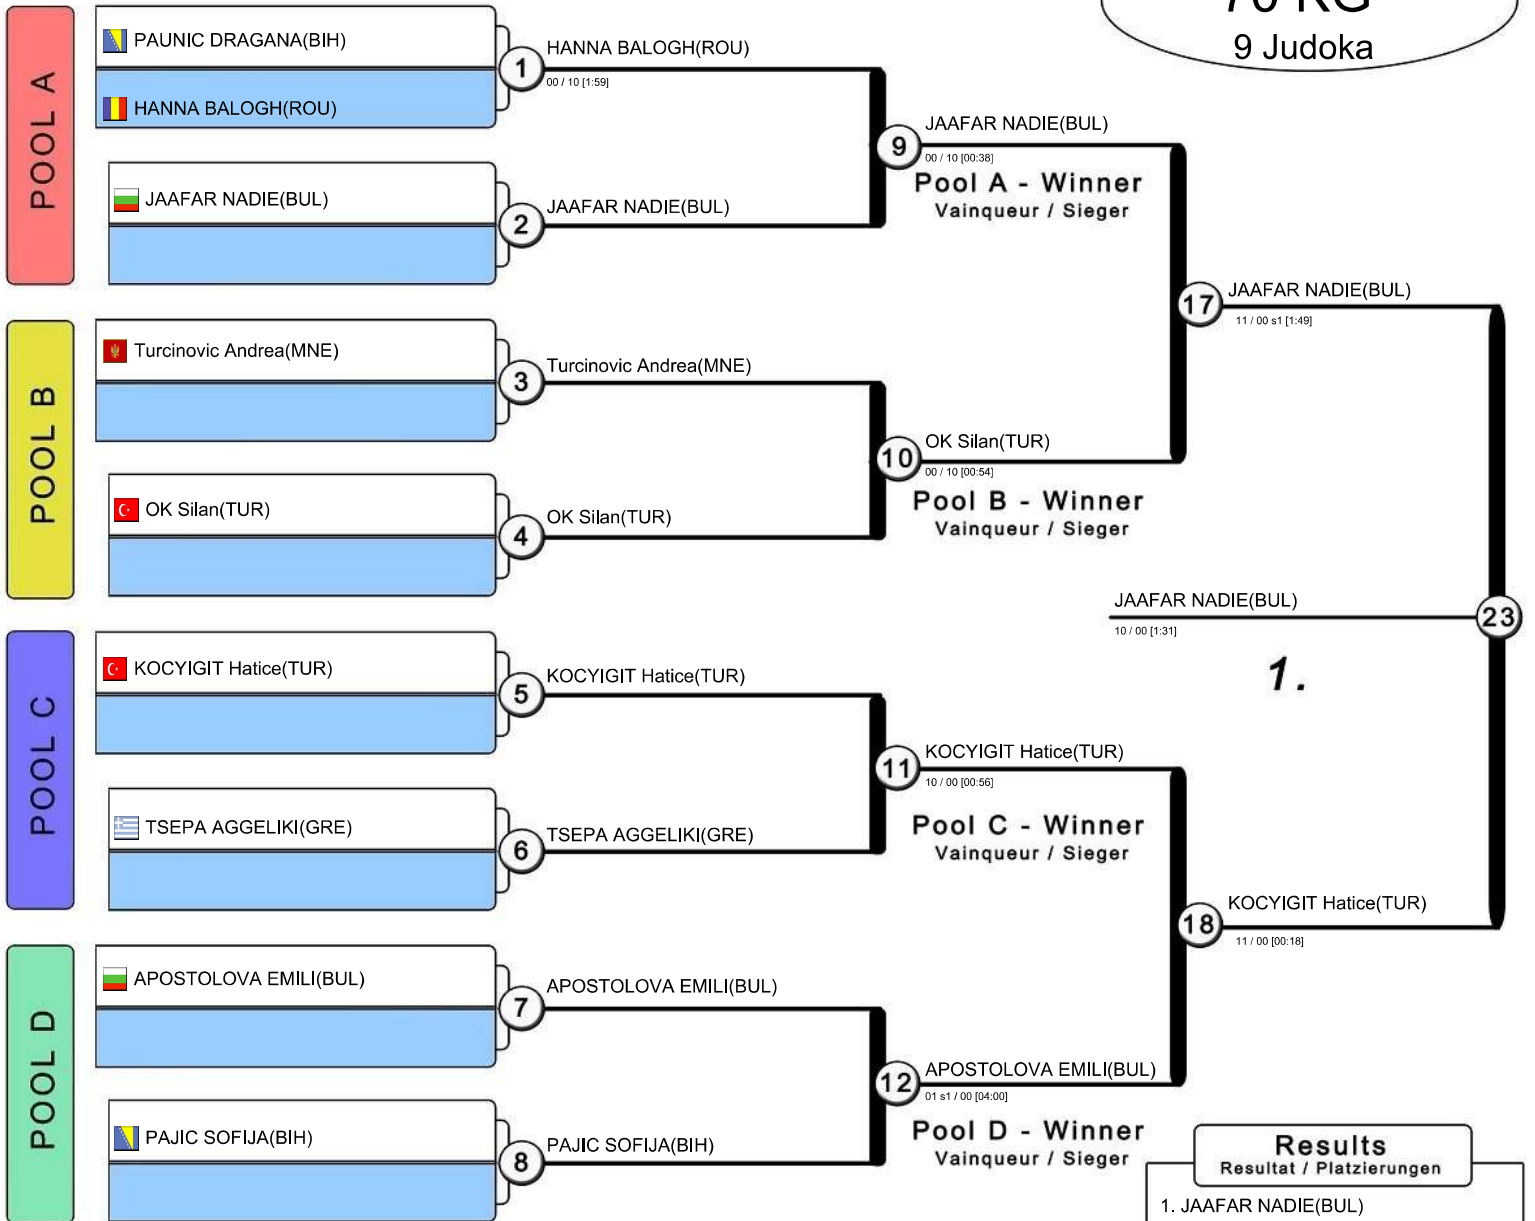 70 KG
9 Judoka
POOL A
PAUNIC DRAGANA(BIH)
HANNA BALOGH(ROU)
1
HANNA BALOGH(ROU)
00 / 10 [1:59]
JAAFAR NADIE(BUL)
2
JAAFAR NADIE(BUL)
9
JAAFAR NADIE(BUL)
00 / 10 [00:38]
Pool A - Winner
Vainqueur / Sieger
POOL B
Turcinovic Andrea(MNE)
3
Turcinovic Andrea(MNE)
OK Silan(TUR)
4
OK Silan(TUR)
10
OK Silan(TUR)
00 / 10 [00:54]
Pool B - Winner
Vainqueur / Sieger
17
JAAFAR NADIE(BUL)
11 / 00 s1 [1:49]
POOL C
KOCYIGIT Hatice(TUR)
5
KOCYIGIT Hatice(TUR)
TSEPA AGGELIKI(GRE)
6
TSEPA AGGELIKI(GRE)
11
KOCYIGIT Hatice(TUR)
10 / 00 [00:56]
Pool C - Winner
Vainqueur / Sieger
POOL D
APOSTOLOVA EMILI(BUL)
7
APOSTOLOVA EMILI(BUL)
PAJIC SOFIJA(BIH)
8
PAJIC SOFIJA(BIH)
12
APOSTOLOVA EMILI(BUL)
01 s1 / 00 [04:00]
Pool D - Winner
Vainqueur / Sieger
18
KOCYIGIT Hatice(TUR)
11 / 00 [00:18]
JAAFAR NADIE(BUL)
10 / 00 [1:31]
23
1.
Results
Resultat / Platzierungen
1. JAAFAR NADIE(BUL)